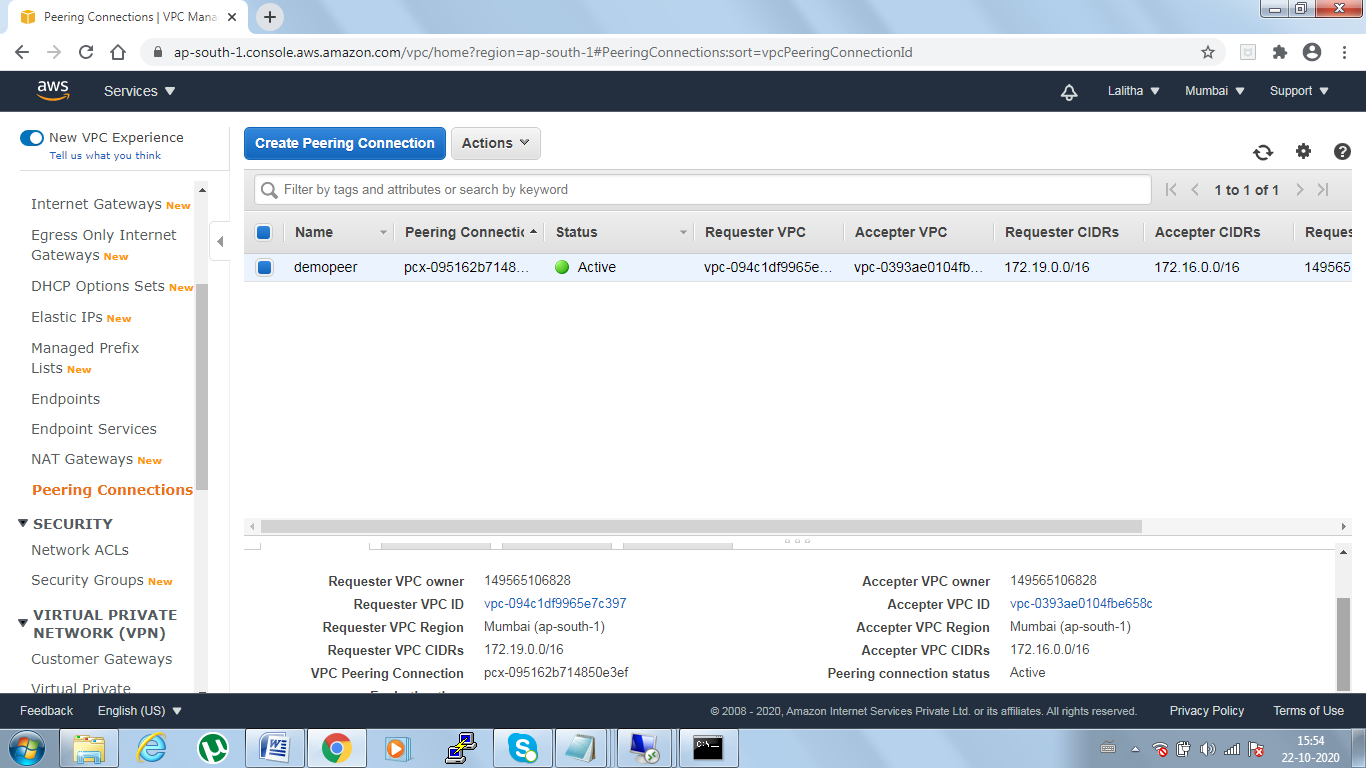 Peering Connections | VPC Mana
ap-south-1.console.aws.amazon.com/vpc/home?region=ap-south-1#PeeringConnections:sort=vpcPeeringConnectionId
aws
Services
Lalitha
Mumbai
Support
New VPC Experience
Tell us what you think
Internet Gateways New
Egress Only Internet
Gateways New
DHCP Options Sets New
Elastic IPs New
Managed Prefix
Lists New
Endpoints
Endpoint Services
NAT Gateways New
Peering Connections
SECURITY
Network ACLs
Security Groups New
VIRTUAL PRIVATE
NETWORK (VPN)
Customer Gateways
Virtual Private
Create Peering Connection
Actions
Filter by tags and attributes or search by keyword
1 to 1 of 1
Name Peering Connectic Status Requester VPC Accepter VPC Requester CIDRs Accepter CIDRs Reques
demopeer pcx-095162b7148... Active vpc-094c1df9965e... vpc-0393ae0104fb... 172.19.0.0/16 172.16.0.0/16 149565
Requester VPC owner 149565106828 Accepter VPC owner 149565106828
Requester VPC ID vpc-094c1df9965e7c397 Accepter VPC ID vpc-0393ae0104fbe658c
Requester VPC Region Mumbai (ap-south-1) Accepter VPC Region Mumbai (ap-south-1)
Requester VPC CIDRs 172.19.0.0/16 Accepter VPC CIDRs 172.16.0.0/16
VPC Peering Connection pcx-095162b714850e3ef Peering connection status Active
Feedback
English (US)
© 2008 - 2020, Amazon Internet Services Private Ltd. or its affiliates. All rights reserved.
Privacy Policy
Terms of Use
15:54
22-10-2020